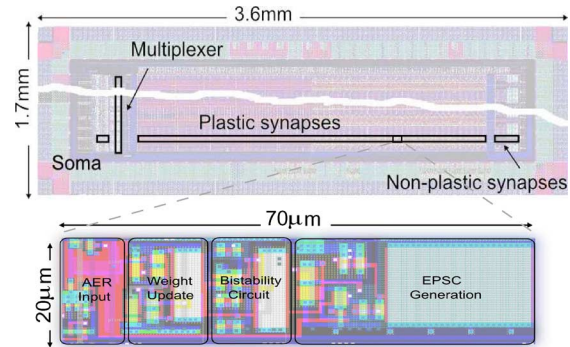 3.6mm
1.7mm
Multiplexer
Plastic synapses
Soma
Non-plastic synapses
70μm
20μm
AER
Input
Weight
Update
Bistability
Circuit
EPSC
Generation